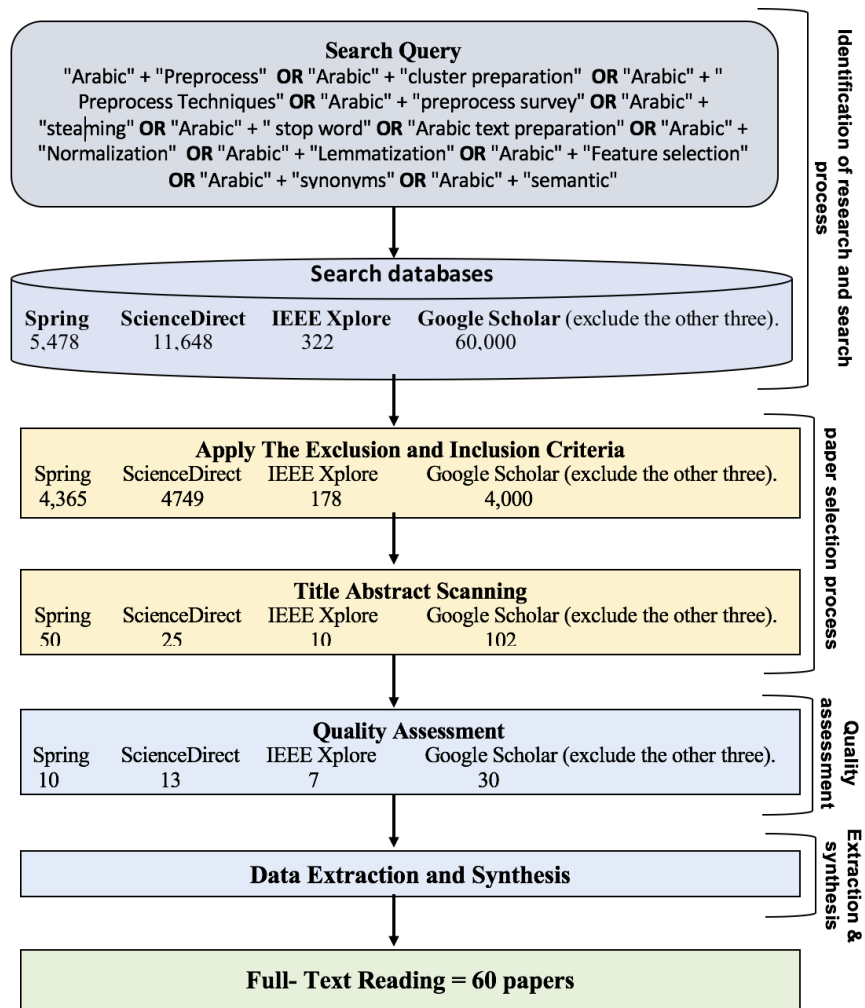 Search Query
"Arabic" + "Preprocess" OR "Arabic" + "cluster preparation" OR "Arabic" + "
Preprocess Techniques" OR "Arabic" + "preprocess survey" OR "Arabic" +
"steaming" OR "Arabic" + " stop word" OR "Arabic text preparation" OR "Arabic" +
"Normalization" OR "Arabic" + "Lemmatization" OR "Arabic" + "Feature selection"
OR "Arabic" + "synonyms" OR "Arabic" + "semantic"
Search databases
Spring ScienceDirect IEEE Xplore Google Scholar (exclude the other three).
5,478 11,648 322 60,000
Identification of research and search
process
Apply The Exclusion and Inclusion Criteria
Spring ScienceDirect IEEE Xplore Google Scholar (exclude the other three).
4,365 4749 178 4,000
Title Abstract Scanning
Spring ScienceDirect IEEE Xplore Google Scholar (exclude the other three).
50 25 10 102
paper selection process
Quality Assessment
Spring ScienceDirect IEEE Xplore Google Scholar (exclude the other three).
10 13 7 30
Quality
assessment
Data Extraction and Synthesis
Extraction &
synthesis
Full- Text Reading = 60 papers